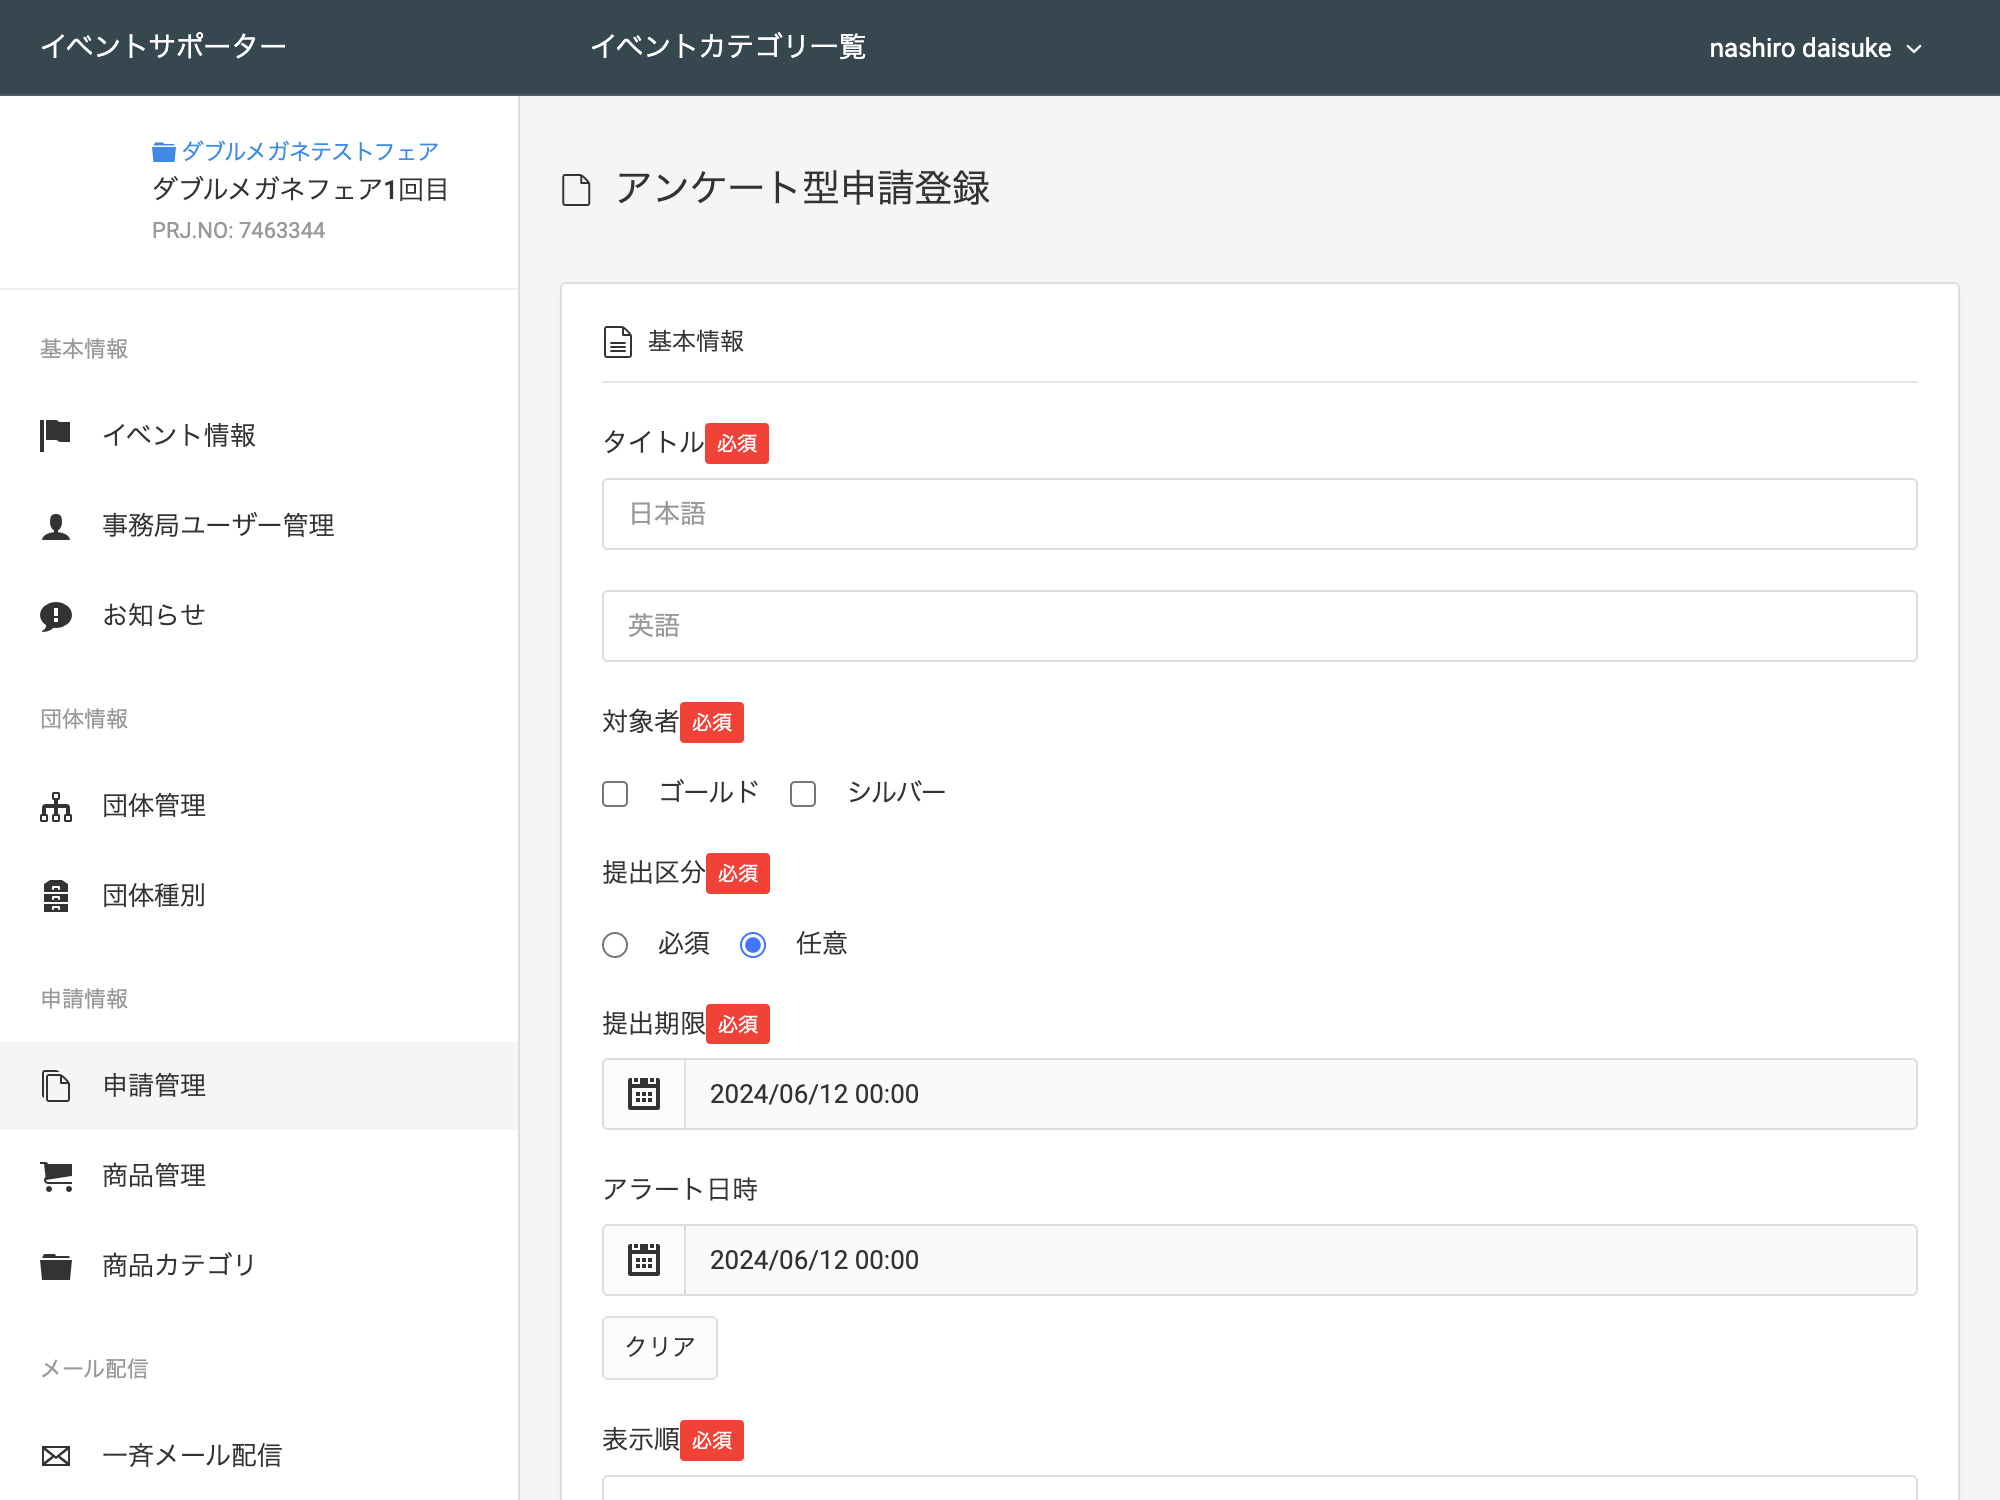 イベントサポーター
イベントカテゴリ一覧
nashiro daisuke
ダブルメガネテストフェア
ダブルメガネフェア1回目
PRJ.NO: 7463344
基本情報
イベント情報
事務局ユーザー管理
お知らせ
団体情報
団体管理
団体種別
申請情報
申請管理
商品管理
商品カテゴリ
メール配信
一斉メール配信
アンケート型申請登録
基本情報
タイトル必須
日本語
英語
対象者必須
ゴールド シルバー
提出区分必須
必須 任意
提出期限必須
2024/06/12 00:00
アラート日時
2024/06/12 00:00
クリア
表示順必須